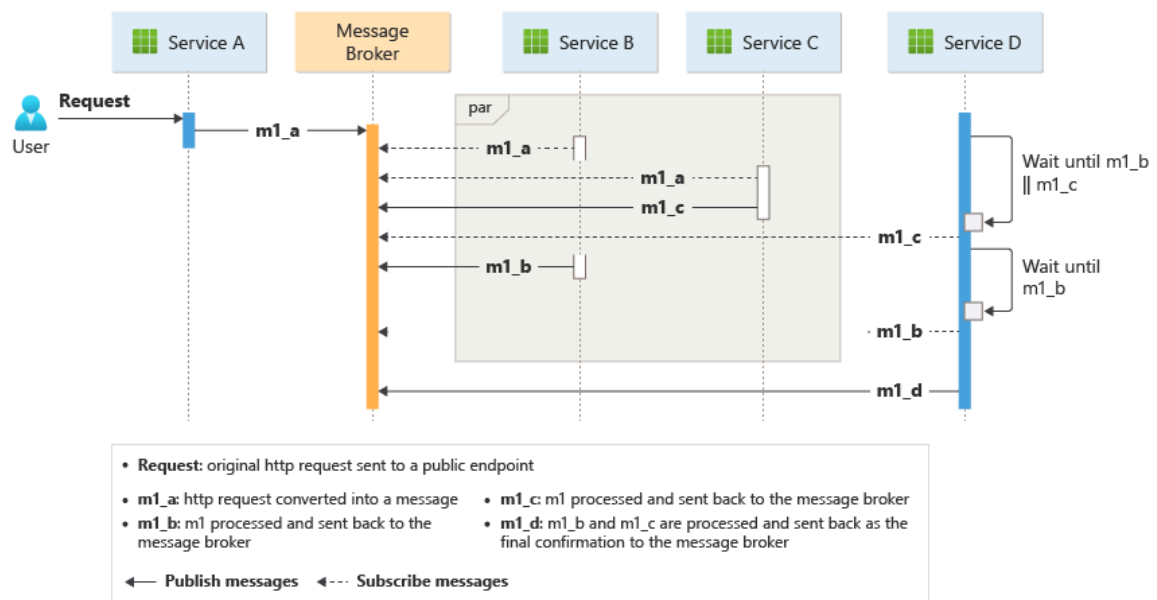 Service A
Message
Broker
Service B
Service C
Service D
Request
User
par
m1_a
m1_a
m1_a
m1_c
Wait until m1_b
|| m1_c
m1_c
m1_b
Wait until
m1_b
m1_b
m1_d
• Request: original http request sent to a public endpoint
• m1_a: http request converted into a message
• m1_b: m1 processed and sent back to the
message broker
• m1_c: m1 processed and sent back to the message broker
• m1_d: m1_b and m1_c are processed and sent back as the
final confirmation to the message broker
Publish messages
Subscribe messages